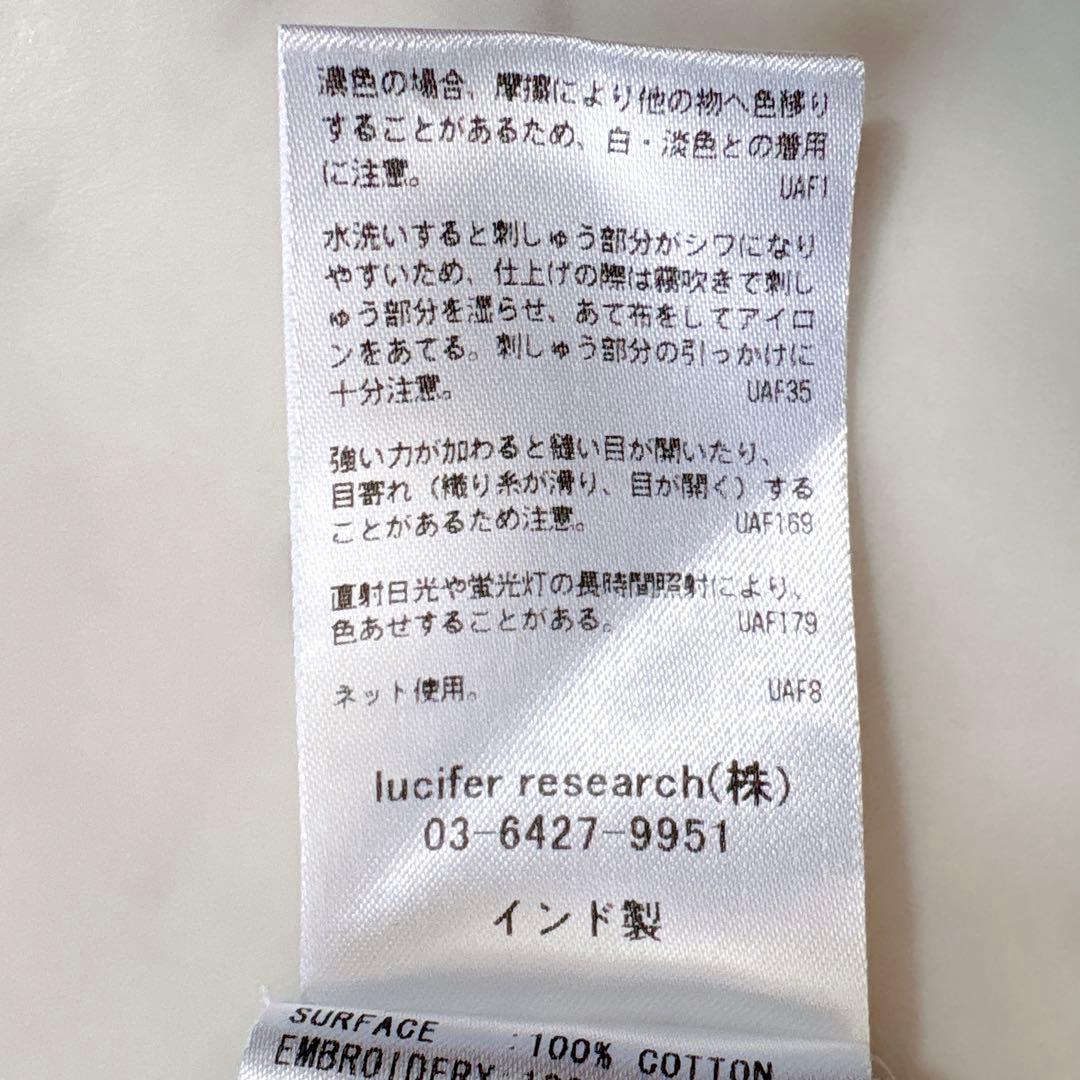 濃色の場合、摩擦により他の物へ色移り
することがあるため、白・淡色との着用
に注意。 UAF1
水洗いすると刺しゅう部分がシワになり
やすいため、仕上げの際は霧吹きで刺し
ゅう部分を湿らせ、あて布をしてアイロ
ンをあてる。刺しゅう部分の引っかけに
十分注意。 UAF35
強い力が加わると縫い目が開いたり、
目寄れ（織り糸が滑り、目が開く）する
ことがあるため注意。 UAF169
直射日光や蛍光灯の長時間照射により、
色あせすることがある。 UAF179
ネット使用。 UAF8
lucifer research(株)
03-6427-9951
インド製
SURFACE :100% COTTON
EMBROIDERY